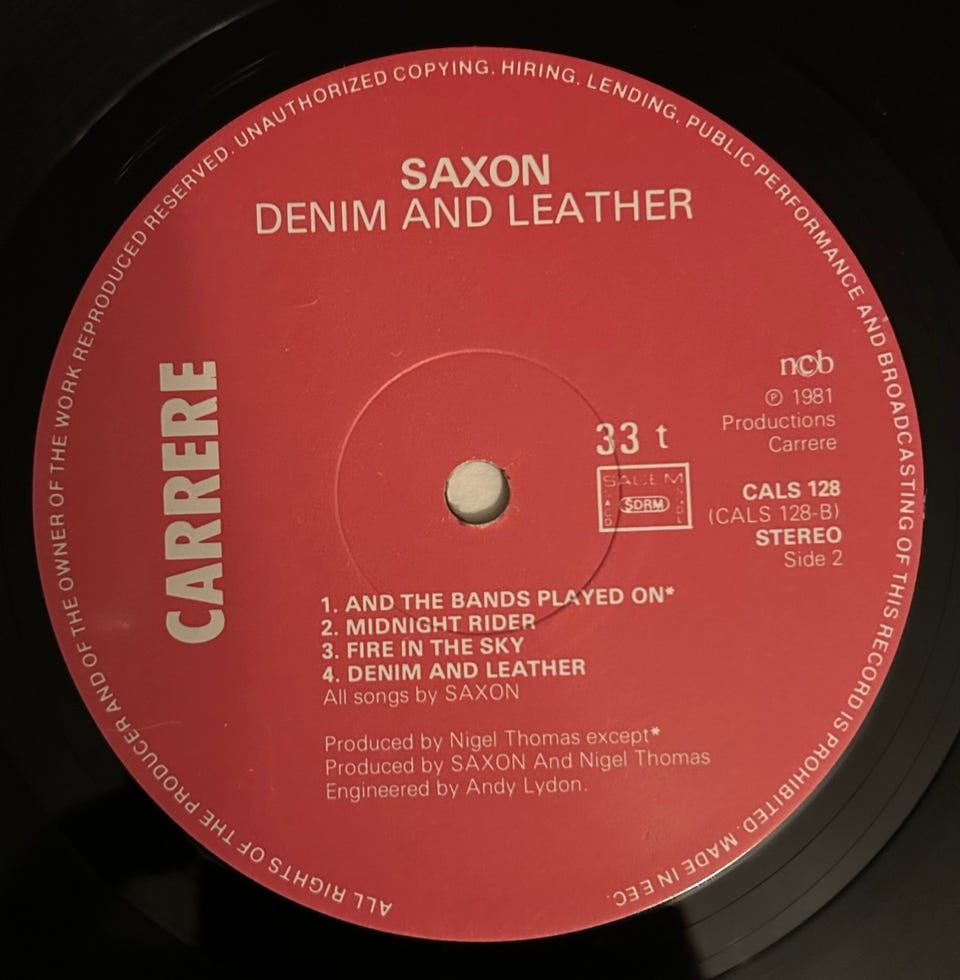 ALL RIGHTS OF THE PRODUCER AND OF THE OWNER OF THE WORK REPRODUCED RESERVED. UNAUTHORIZED COPYING, HIRING, LENDING, PUBLIC PERFORMANCE AND BROADCASTING OF THIS RECORD IS PROHIBITED. MADE IN EEC.
SAXON
DENIM AND LEATHER
CARRERE
ncb
℗ 1981
Productions
Carrere
33 t
SACEM
SDRM
SACD
CALS 128
(CALS 128-B)
STEREO
Side 2
1. AND THE BANDS PLAYED ON*
2. MIDNIGHT RIDER
3. FIRE IN THE SKY
4. DENIM AND LEATHER
All songs by SAXON
Produced by Nigel Thomas except*
Produced by SAXON And Nigel Thomas
Engineered by Andy Lydon.